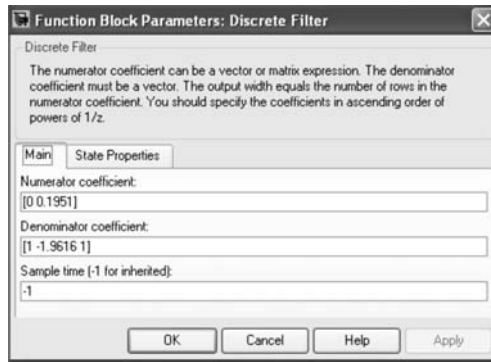 Function Block Parameters: Discrete Filter
Discrete Filter
The numerator coefficient can be a vector or matrix expression. The denominator
coefficient must be a vector. The output width equals the number of rows in the
numerator coefficient. You should specify the coefficients in ascending order of
powers of 1/z.
Main State Properties
Numerator coefficient:
[0 0.1951]
Denominator coefficient:
[1 -1.9616 1]
Sample time (-1 for inherited):
-1
OK Cancel Help Apply